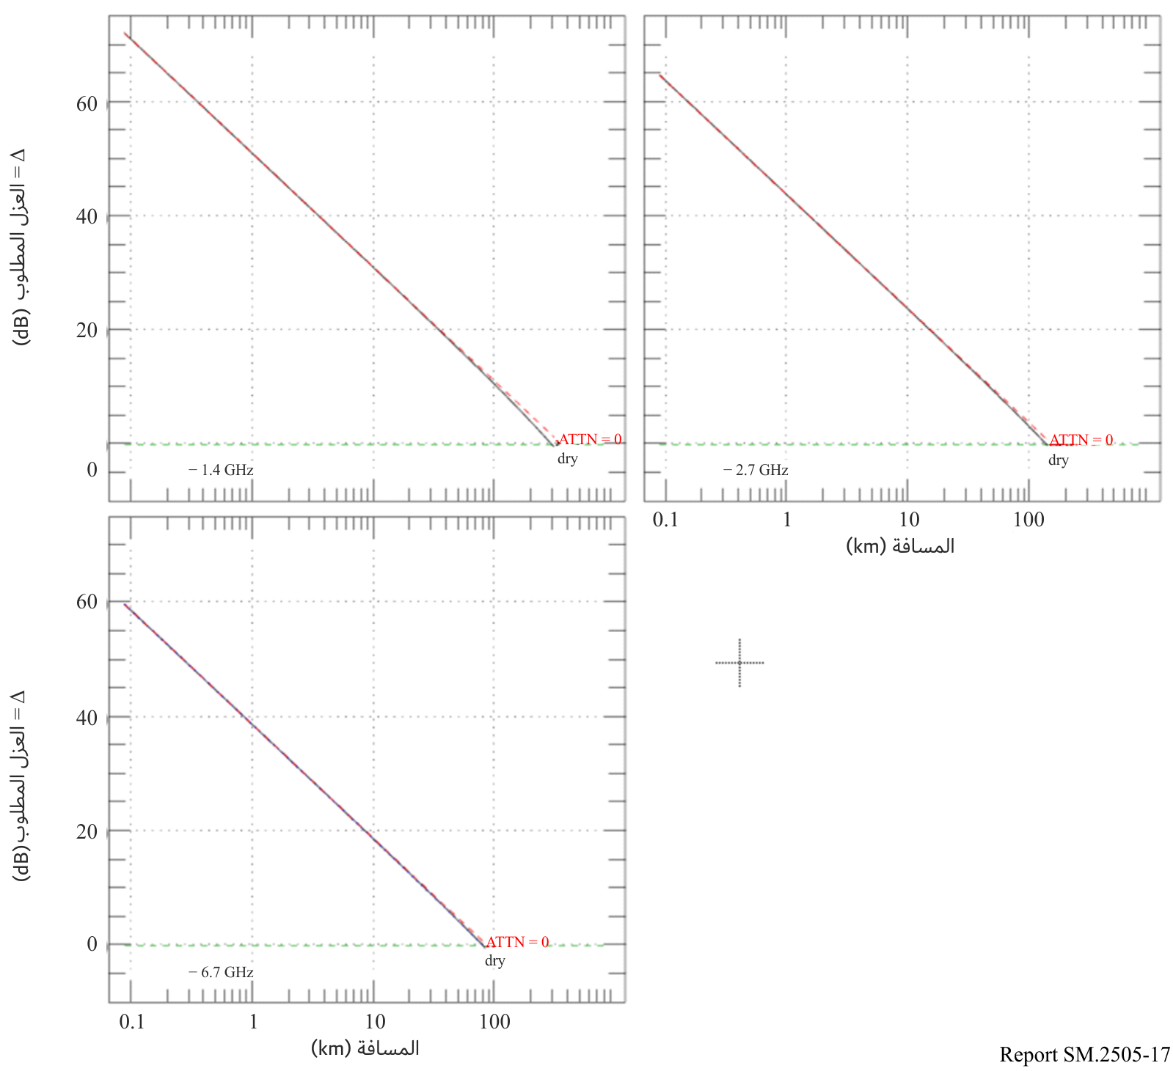 60
40
20
0
Δ = العزل المطلوب (dB)
ATTN = 0
dry
− 1.4 GHz
ATTN = 0
dry
− 2.7 GHz
0.1 1 10 100
المسافة (km)
60
40
20
0
Δ = العزل المطلوب (dB)
ATTN = 0
dry
− 6.7 GHz
0.1 1 10 100
المسافة (km)
Report SM.2505-17